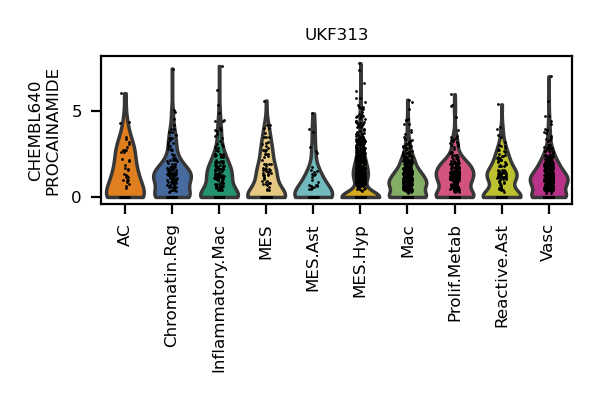 UKF313
CHEMBL640
PROCAINAMIDE
5
0
AC
Chromatin.Reg
Inflammatory.Mac
MES
MES.Ast
MES.Hyp
Mac
Prolif.Metab
Reactive.Ast
Vasc